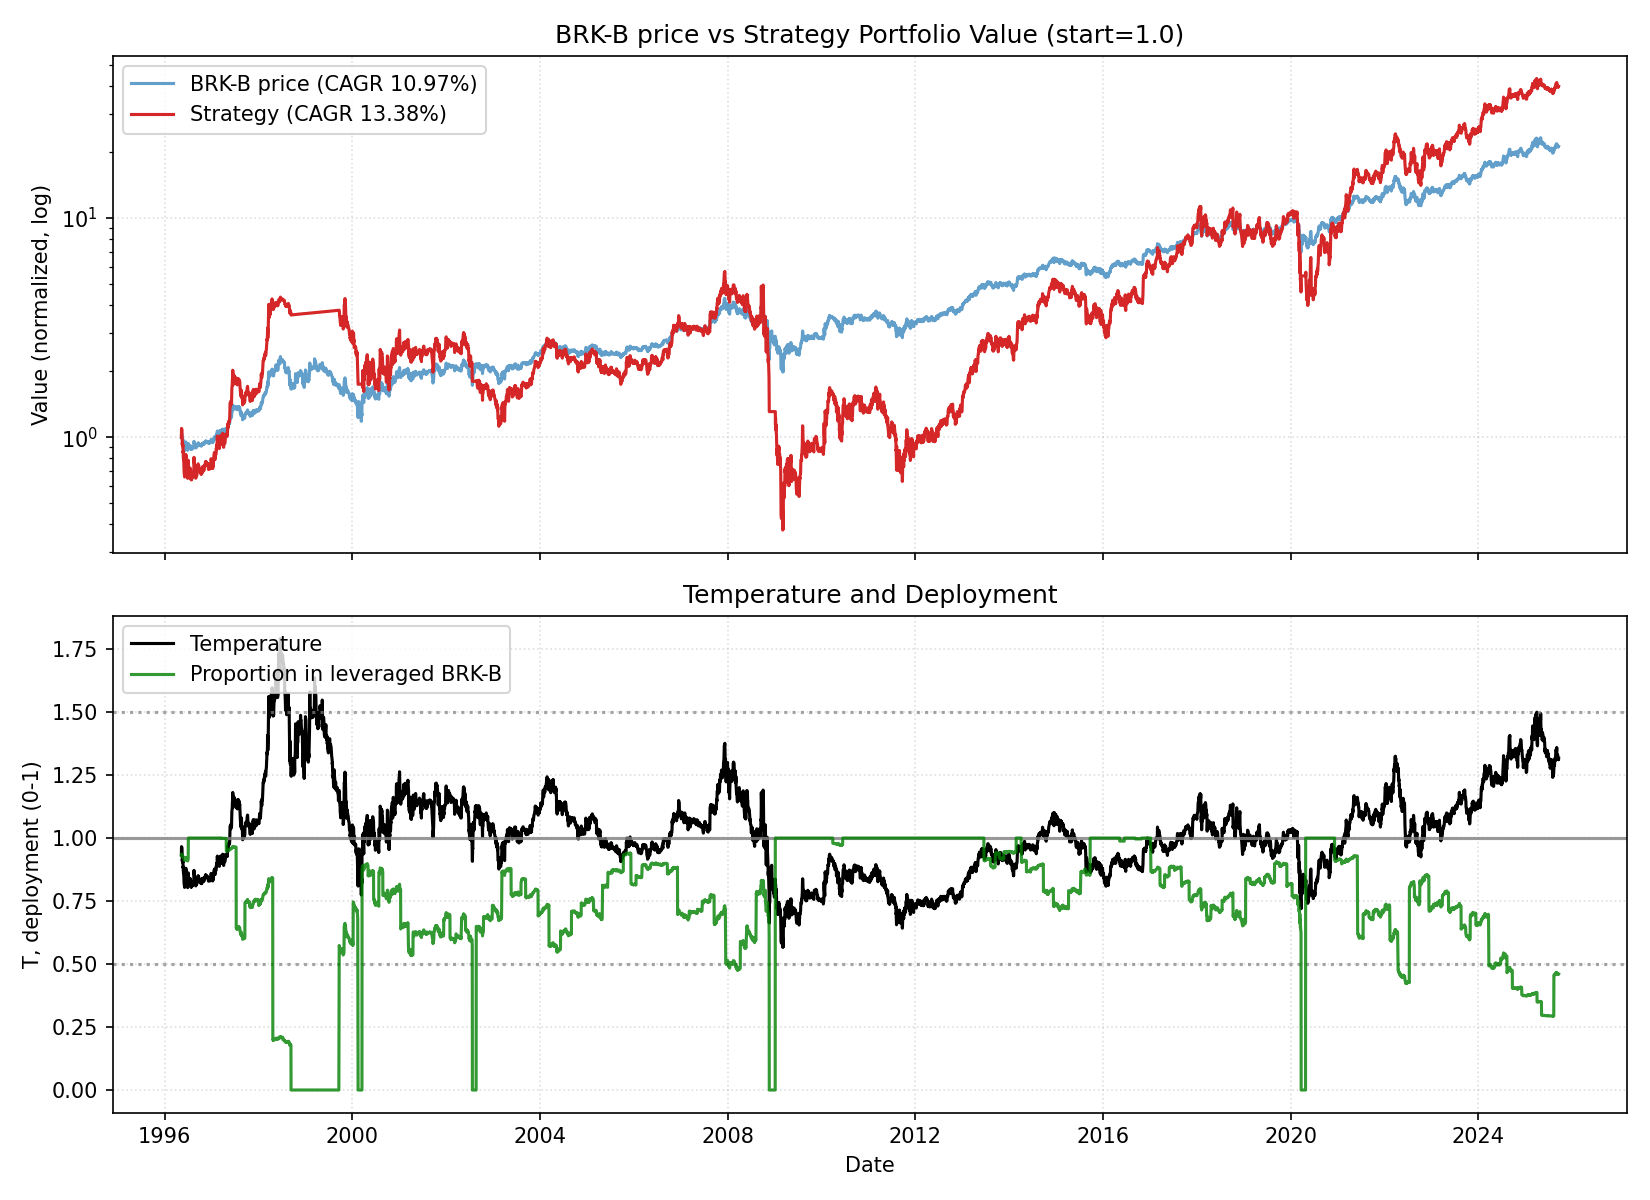 BRK-B price vs Strategy Portfolio Value (start=1.0)
BRK-B price (CAGR 10.97%)
Strategy (CAGR 13.38%)
Value (normalized, log)
10¹
10⁰
Temperature and Deployment
Temperature
Proportion in leveraged BRK-B
T, deployment (0-1)
1.75
1.50
1.25
1.00
0.75
0.50
0.25
0.00
1996 2000 2004 2008 2012 2016 2020 2024
Date